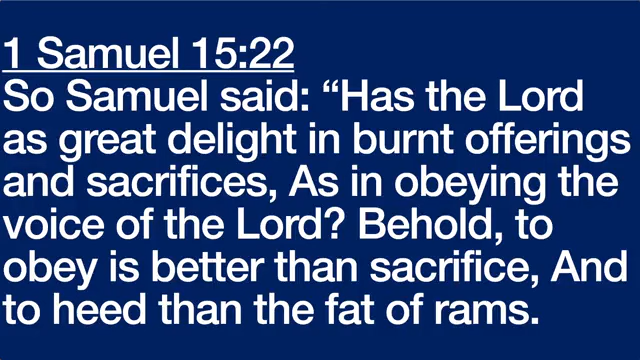 1 Samuel 15:22
So Samuel said: “Has the Lord
as great delight in burnt offerings
and sacrifices, As in obeying the
voice of the Lord? Behold, to
obey is better than sacrifice, And
to heed than the fat of rams.